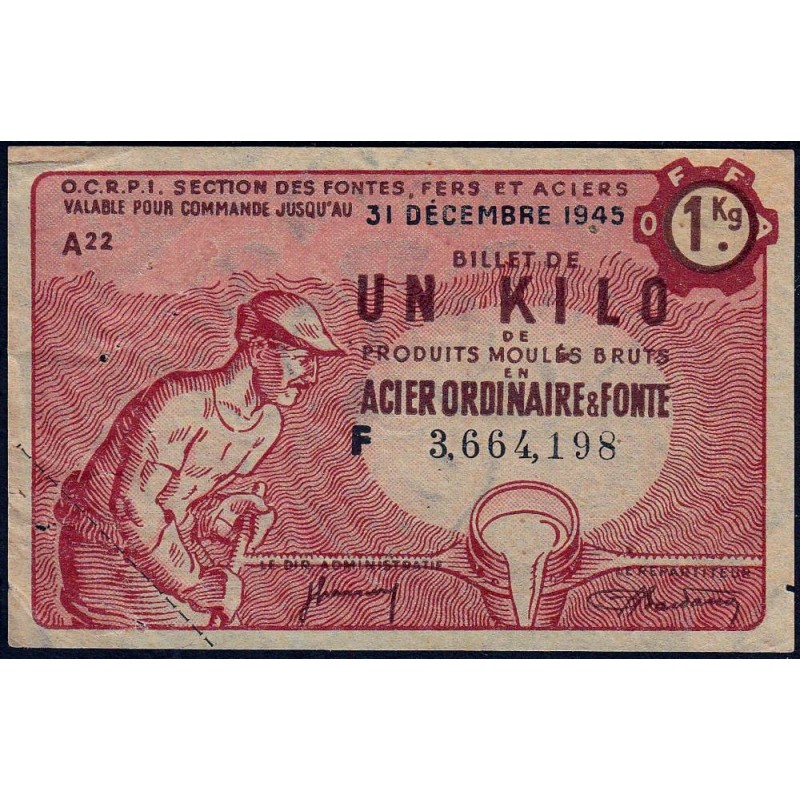 O.C.R.P.I. SECTION DES FONTES, FERS ET ACIERS
VALABLE POUR COMMANDE JUSQU'AU 31 DÉCEMBRE 1945
OFFA
1 Kg.
A22
BILLET DE
UN KILO
DE
PRODUITS MOULÉS BRUTS
EN
ACIER ORDINAIRE & FONTE
F 3,664,198
LE DIR. ADMINISTRATIF
LE RÉPARTITEUR